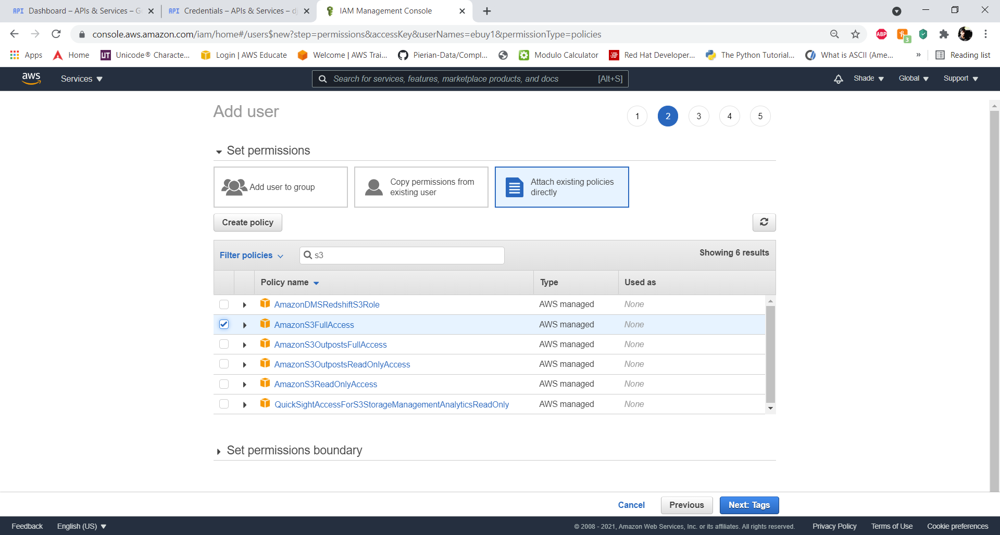 API Dashboard – APIs & Services – G
API Credentials – APIs & Services – dj
IAM Management Console
console.aws.amazon.com/iam/home#/users$new?step=permissions&accessKey&userNames=ebuy1&permissionType=policies
ABP
3
Apps
Home
UT Unicode® Characte...
Login | AWS Educate
Welcome | AWS Trai...
Pierian-Data/Compl...
Modulo Calculator
Red Hat Developer...
The Python Tutorial...
What is ASCII (Ame...
»
Reading list
aws
Services
Search for services, features, marketplace products, and docs [Alt+S]
Shade
Global
Support
Add user
1 2 3 4 5
Set permissions
Add user to group
Copy permissions from
existing user
Attach existing policies
directly
Create policy
Filter policies
s3
Showing 6 results
Policy name Type Used as
AmazonDMSRedshiftS3Role AWS managed None
AmazonS3FullAccess AWS managed None
AmazonS3OutpostsFullAccess AWS managed None
AmazonS3OutpostsReadOnlyAccess AWS managed None
AmazonS3ReadOnlyAccess AWS managed None
QuickSightAccessForS3StorageManagementAnalyticsReadOnly AWS managed None
Set permissions boundary
Cancel
Previous
Next: Tags
Feedback
English (US)
© 2008 - 2021, Amazon Web Services, Inc. or its affiliates. All rights reserved.
Privacy Policy
Terms of Use
Cookie preferences